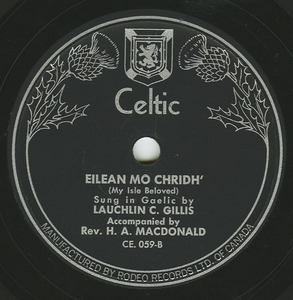 Celtic
EILEAN MO CHRIDH'
(My Isle Beloved)
Sung in Gaelic by
LAUCHLIN C. GILLIS
Accompanied by
Rev. H. A. MACDONALD
CE. 059-B
MANUFACTURED BY RODEO RECORDS LTD. OF CANADA